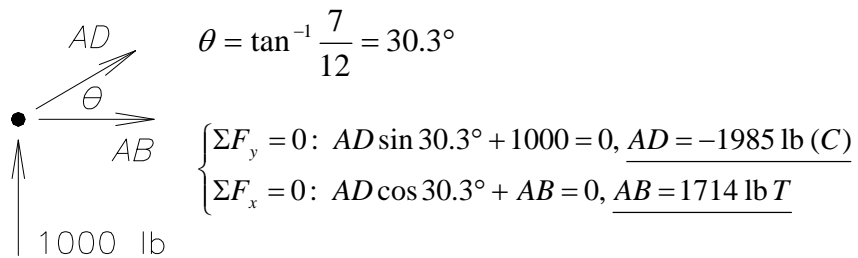 AD
θ = tan⁻¹ 7/12 = 30.3°
θ
AB
ΣF_y = 0: AD sin 30.3° + 1000 = 0, AD = −1985 lb (C)
ΣF_x = 0: AD cos 30.3° + AB = 0, AB = 1714 lb T
1000 lb